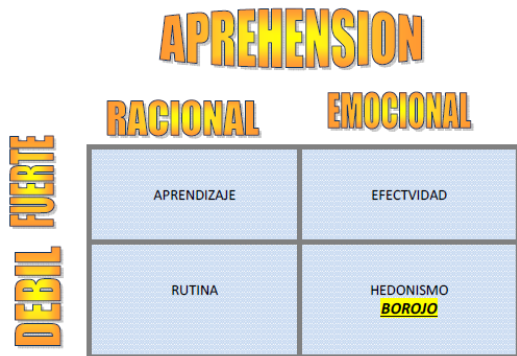 APREHENSION
RACIONAL EMOCIONAL
FUERTE
APRENDIZAJE EFECTVIDAD
DEBIL
RUTINA HEDONISMO
BOROJO